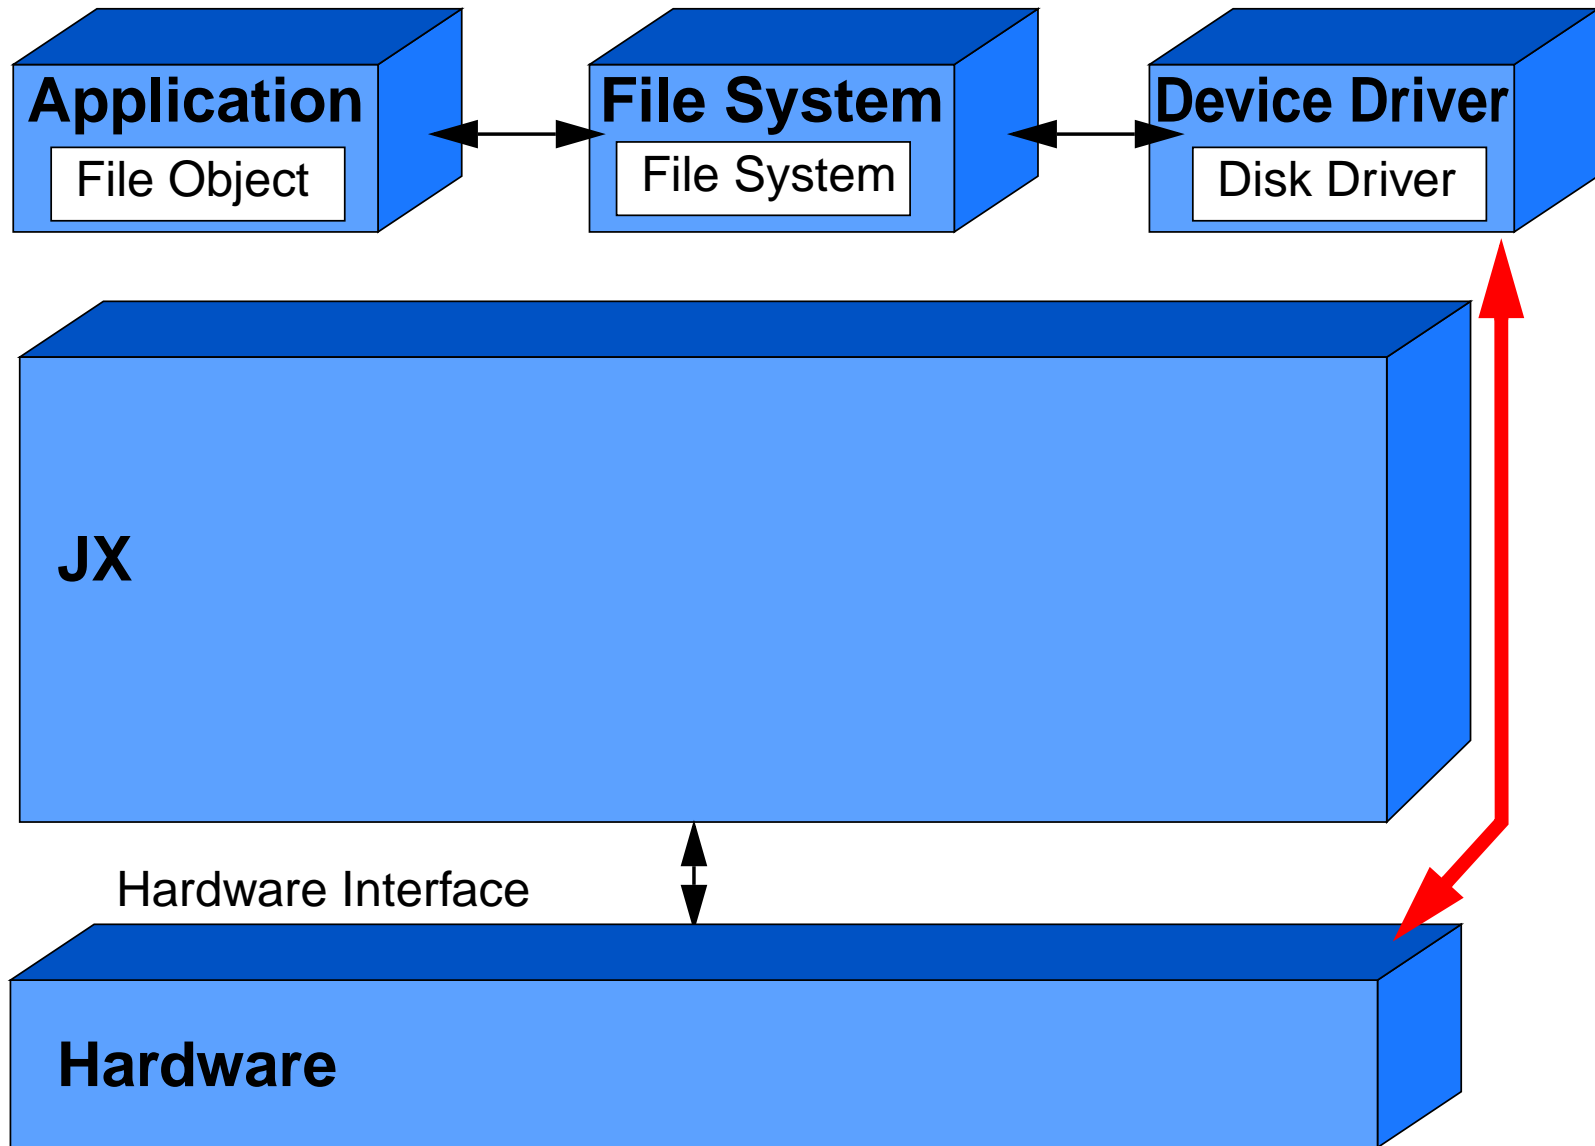 Application
File Object
File System
File System
Device Driver
Disk Driver
JX
Hardware Interface
Hardware